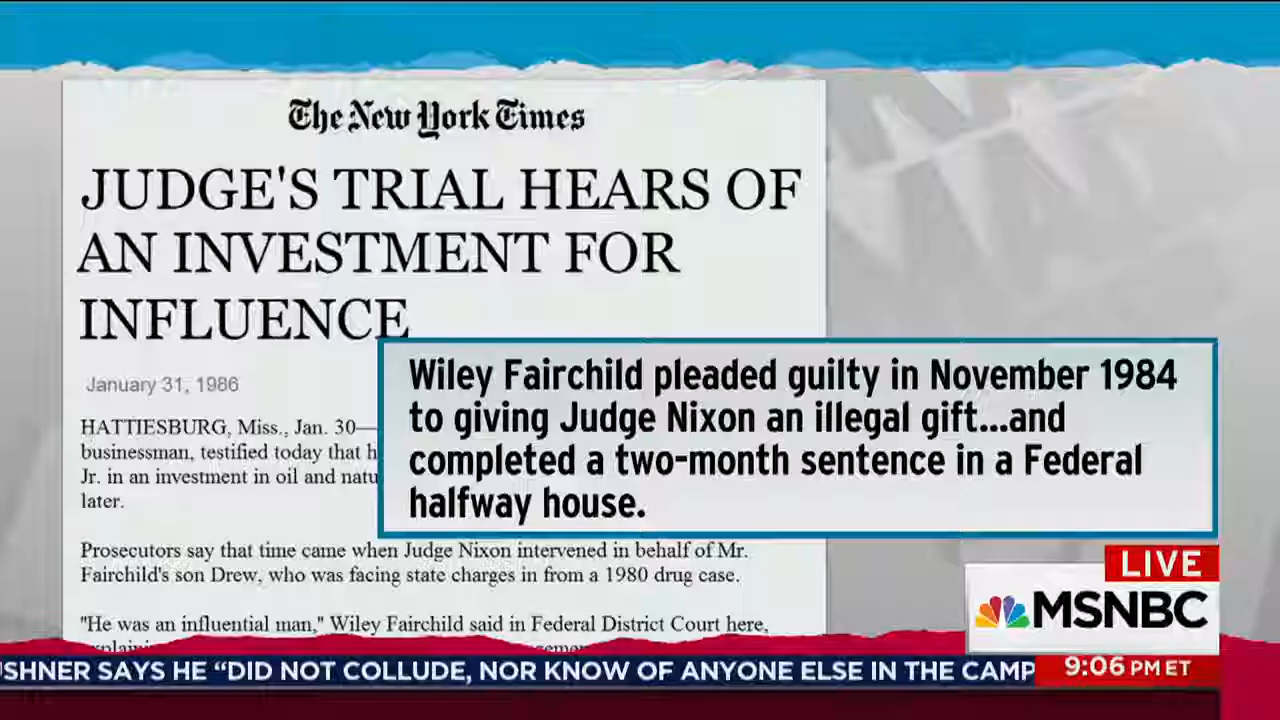 The New York Times
JUDGE'S TRIAL HEARS OF
AN INVESTMENT FOR
INFLUENCE
January 31, 1986
HATTIESBURG, Miss., Jan. 30—
businessman, testified today that h
Jr. in an investment in oil and natu
later.
Wiley Fairchild pleaded guilty in November 1984
to giving Judge Nixon an illegal gift...and
completed a two-month sentence in a Federal
halfway house.
Prosecutors say that time came when Judge Nixon intervened in behalf of Mr.
Fairchild's son Drew, who was facing state charges in from a 1980 drug case.
"He was an influential man," Wiley Fairchild said in Federal District Court here,
LIVE
MSNBC
USHNER SAYS HE “DID NOT COLLUDE, NOR KNOW OF ANYONE ELSE IN THE CAMP
9:06 PM ET